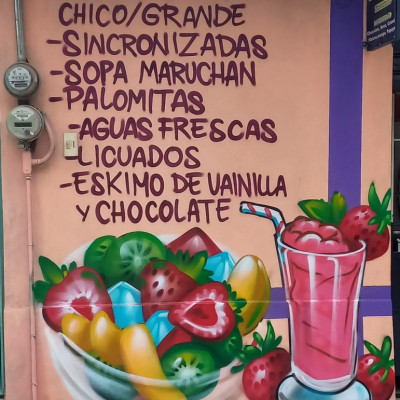 CHICO/GRANDE
-SINCRONIZADAS
-SOPA MARUCHAN
-PALOMITAS
-AGUAS FRESCAS
LICUADOS
-ESKIMO DE VAINILLA
Y CHOCOLATE